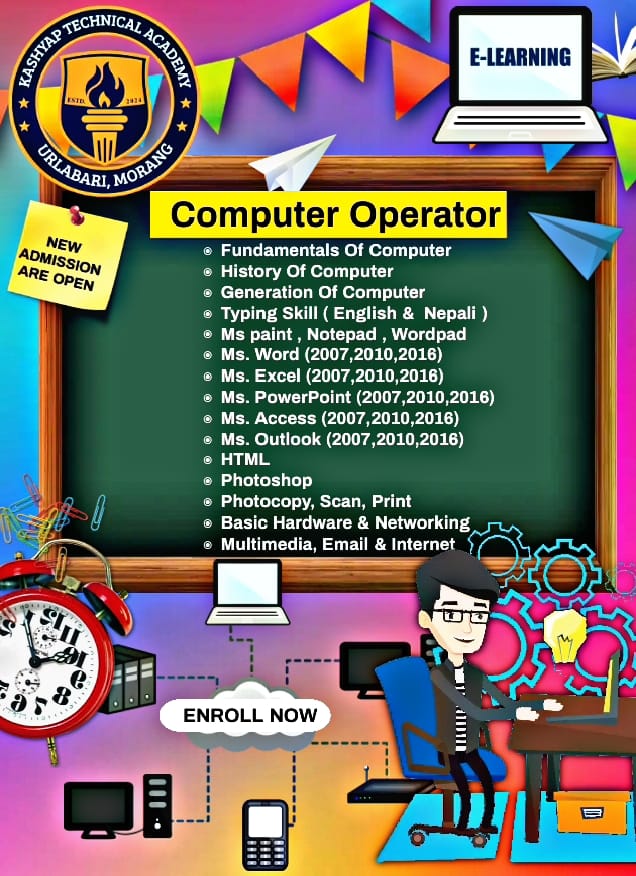 KASHYAP TECHNICAL ACADEMY
ESTD. 2024
URLABARI, MORANG
E-LEARNING
NEW
ADMISSION
ARE OPEN
Computer Operator
Fundamentals Of Computer
History Of Computer
Generation Of Computer
Typing Skill ( English & Nepali )
Ms paint , Notepad , Wordpad
Ms. Word (2007,2010,2016)
Ms. Excel (2007,2010,2016)
Ms. PowerPoint (2007,2010,2016)
Ms. Access (2007,2010,2016)
Ms. Outlook (2007,2010,2016)
HTML
Photoshop
Photocopy, Scan, Print
Basic Hardware & Networking
Multimedia, Email & Internet
ENROLL NOW